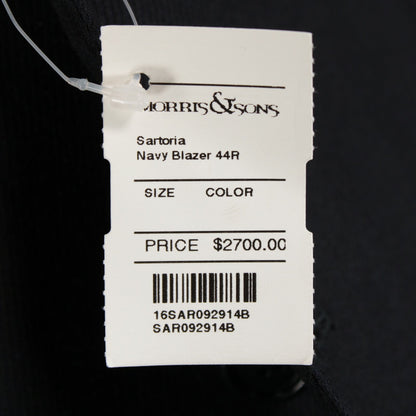 MORRIS&SONS
Sartoria
Navy Blazer 44R
SIZE COLOR
PRICE $2700.00
16SAR092914B
SAR092914B